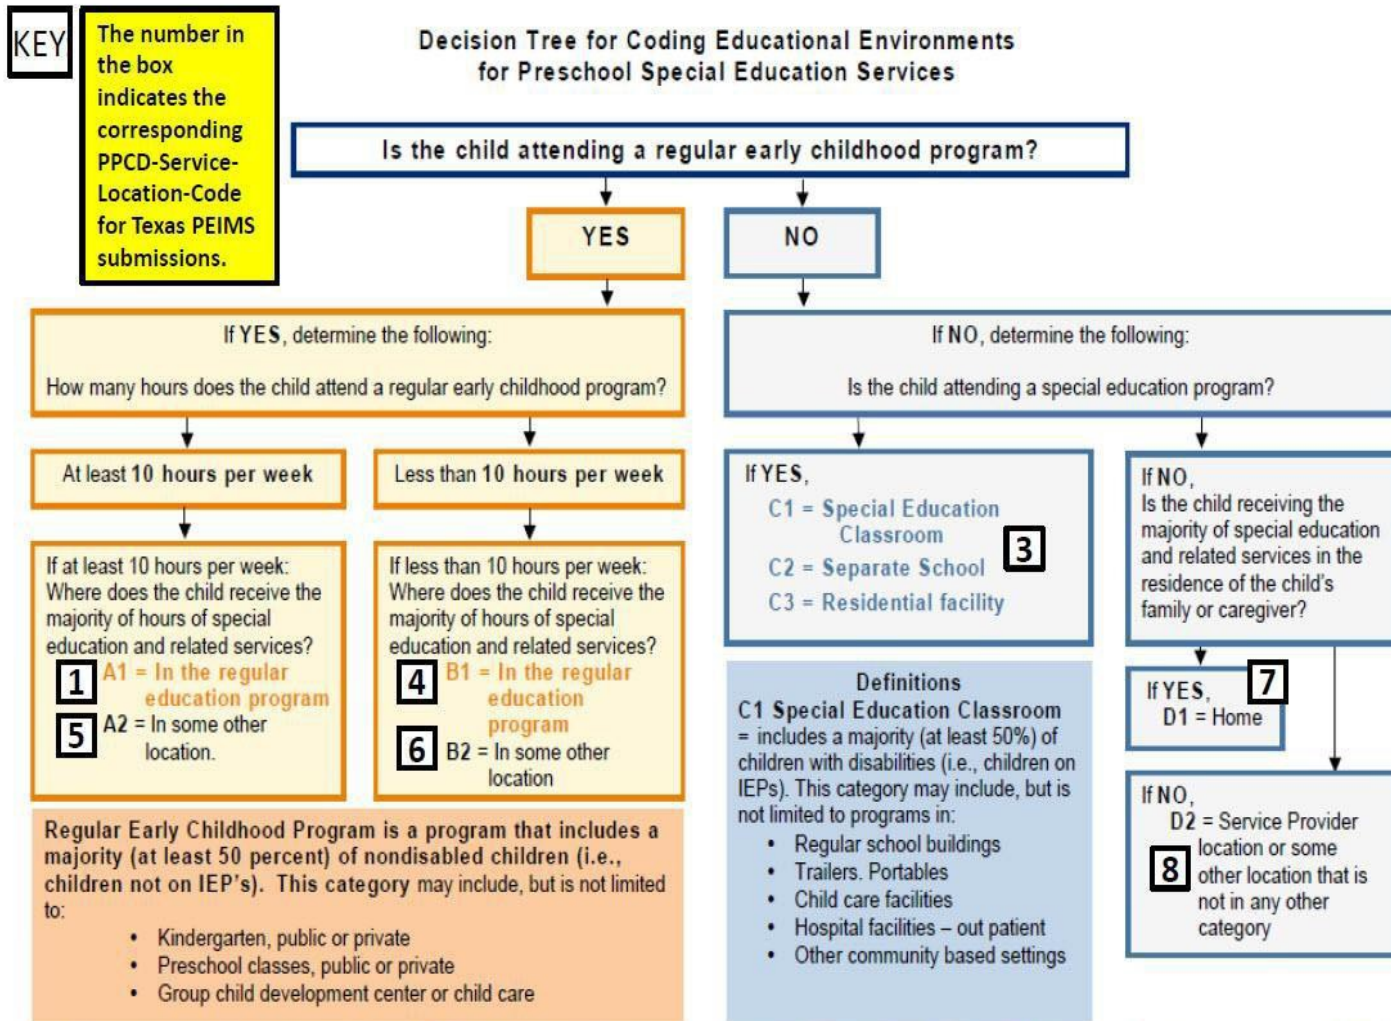 KEY
The number in
the box
indicates the
corresponding
PPCD-Service-
Location-Code
for Texas PEIMS
submissions.
Decision Tree for Coding Educational Environments
for Preschool Special Education Services
Is the child attending a regular early childhood program?
YES
NO
If YES, determine the following:
How many hours does the child attend a regular early childhood program?
If NO, determine the following:
Is the child attending a special education program?
At least 10 hours per week
Less than 10 hours per week
If at least 10 hours per week:
Where does the child receive the
majority of hours of special
education and related services?
1 A1 = In the regular
education program
5 A2 = In some other
location.
If less than 10 hours per week:
Where does the child receive the
majority of hours of special
education and related services?
4 B1 = In the regular
education
program
6 B2 = In some other
location
If YES,
C1 = Special Education
Classroom
3
C2 = Separate School
C3 = Residential facility
If NO,
Is the child receiving the
majority of special education
and related services in the
residence of the child's
family or caregiver?
If YES, 7
D1 = Home
If NO,
D2 = Service Provider
location or some
8 other location that is
not in any other
category
Regular Early Childhood Program is a program that includes a
majority (at least 50 percent) of nondisabled children (i.e.,
children not on IEP's). This category may include, but is not limited
to:
• Kindergarten, public or private
• Preschool classes, public or private
• Group child development center or child care
Definitions
C1 Special Education Classroom
= includes a majority (at least 50%) of
children with disabilities (i.e., children on
IEPs). This category may include, but is
not limited to programs in:
• Regular school buildings
• Trailers. Portables
• Child care facilities
• Hospital facilities – out patient
• Other community based settings